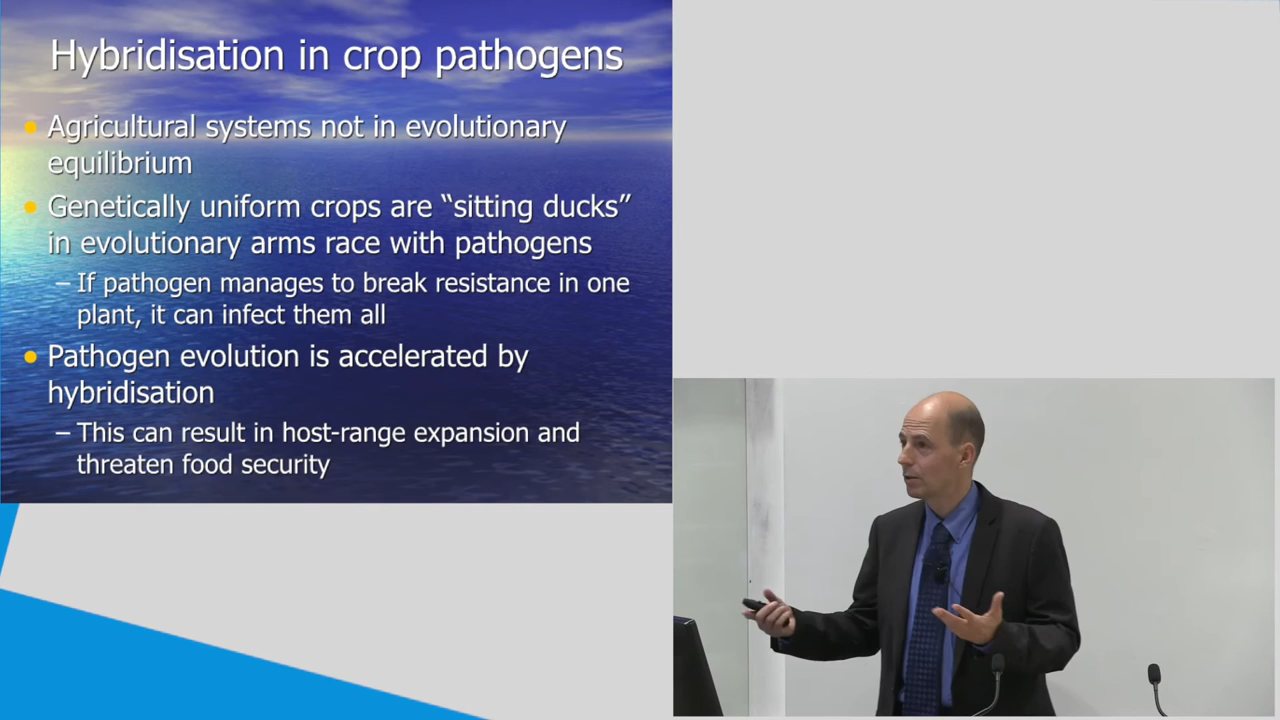 Hybridisation in crop pathogens
• Agricultural systems not in evolutionary
equilibrium
• Genetically uniform crops are “sitting ducks”
in evolutionary arms race with pathogens
– If pathogen manages to break resistance in one
plant, it can infect them all
• Pathogen evolution is accelerated by
hybridisation
– This can result in host-range expansion and
threaten food security